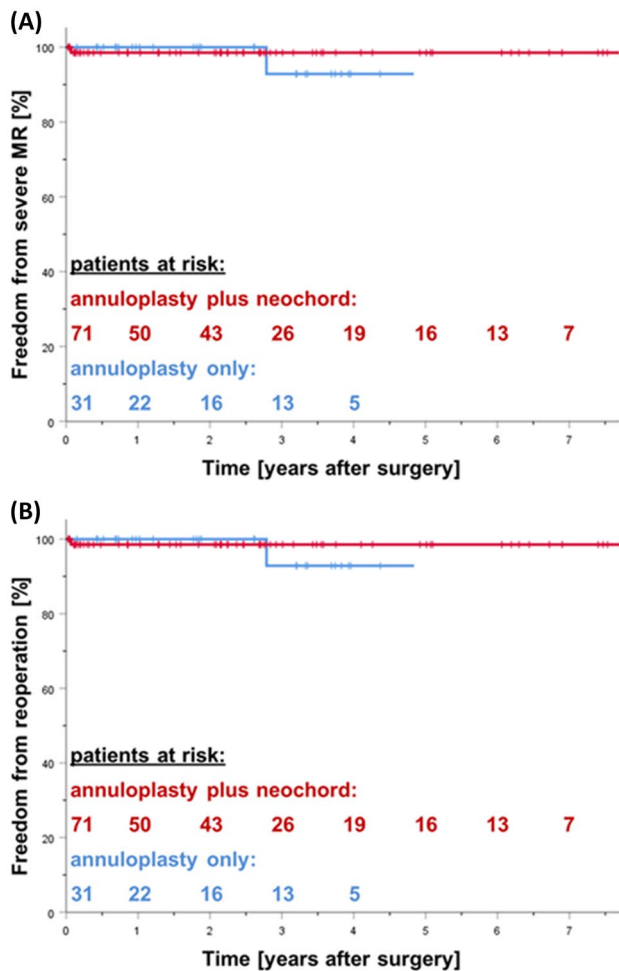 (A)
Freedom from severe MR [%]
100
80
60
40
20
0
patients at risk:
annuloplasty plus neochord:
71 50 43 26 19 16 13 7
annuloplasty only:
31 22 16 13 5
0 1 2 3 4 5 6 7
Time [years after surgery]
(B)
Freedom from reoperation [%]
100
80
60
40
20
0
patients at risk:
annuloplasty plus neochord:
71 50 43 26 19 16 13 7
annuloplasty only:
31 22 16 13 5
0 1 2 3 4 5 6 7
Time [years after surgery]